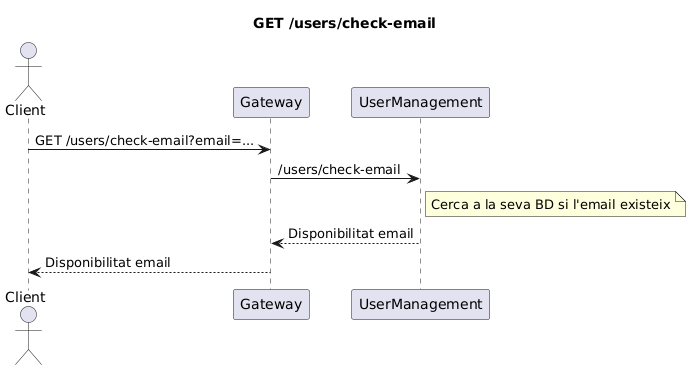 GET /users/check-email
Client
Gateway
UserManagement
GET /users/check-email?email=...
/users/check-email
Cerca a la seva BD si l'email existeix
Disponibilitat email
Disponibilitat email
Client
Gateway
UserManagement